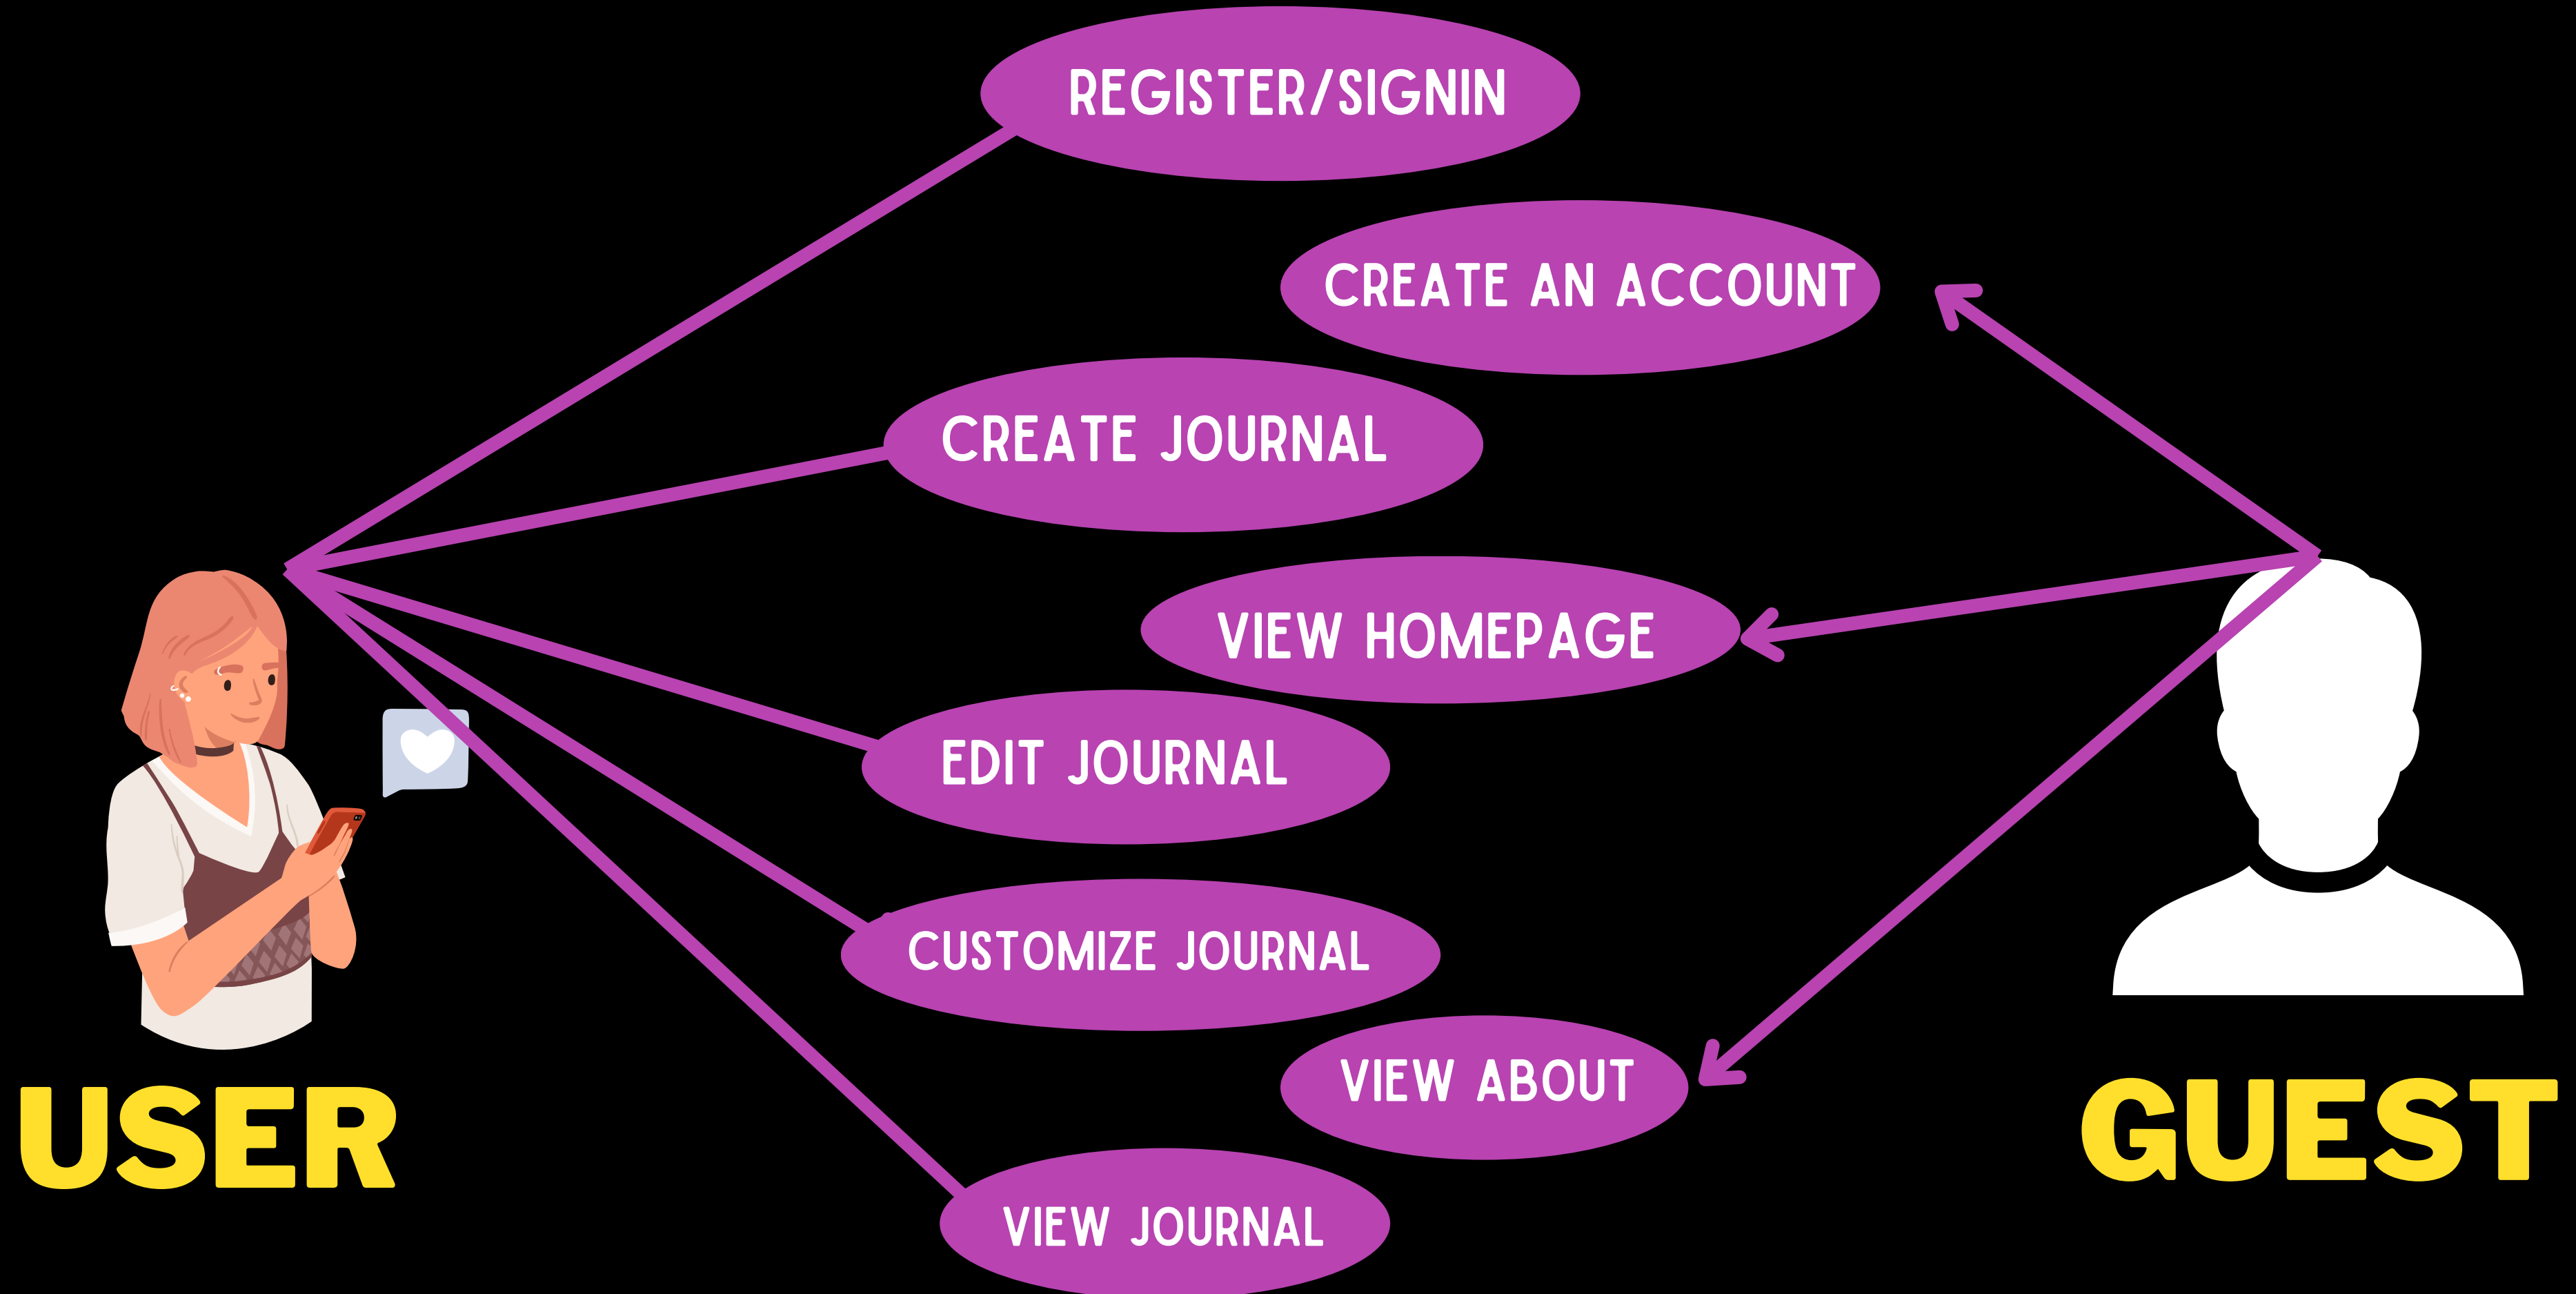 REGISTER/SIGNIN
CREATE AN ACCOUNT
CREATE JOURNAL
VIEW HOMEPAGE
EDIT JOURNAL
CUSTOMIZE JOURNAL
VIEW ABOUT
USER
GUEST
VIEW JOURNAL